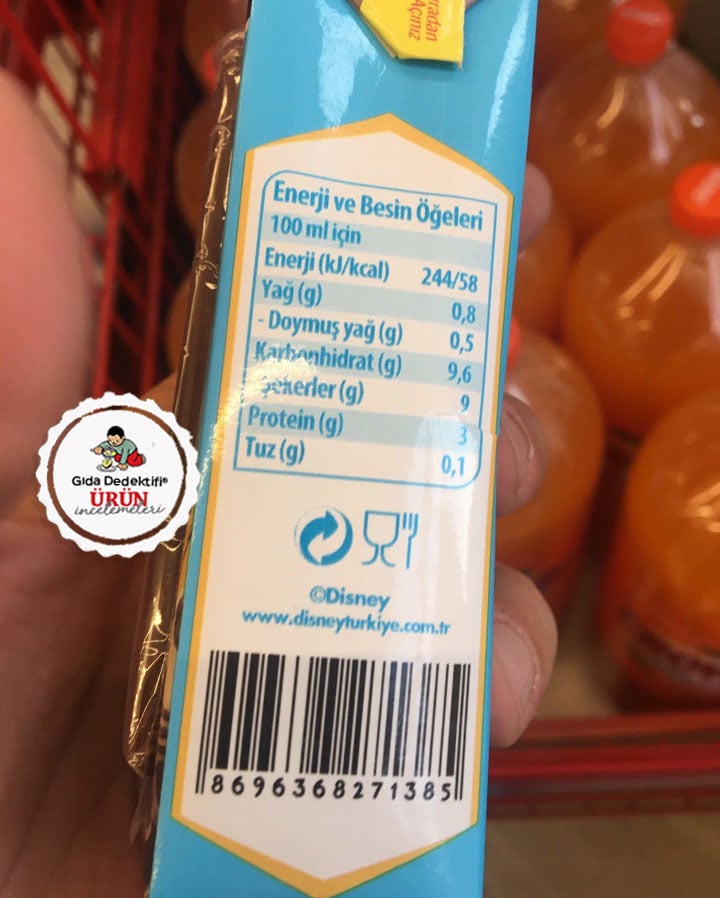 uradan
Açınız
Enerji ve Besin Öğeleri
100 ml için
Enerji (kJ/kcal) 244/58
Yağ (g) 0,8
- Doymuş yağ (g) 0,5
Karbonhidrat (g) 9,6
Şekerler (g) 9
Protein (g) 3
Tuz (g) 0,1
Gıda Dedektifi®
ÜRÜN
incelemeleri
©Disney
www.disneyturkiye.com.tr
8696368271385